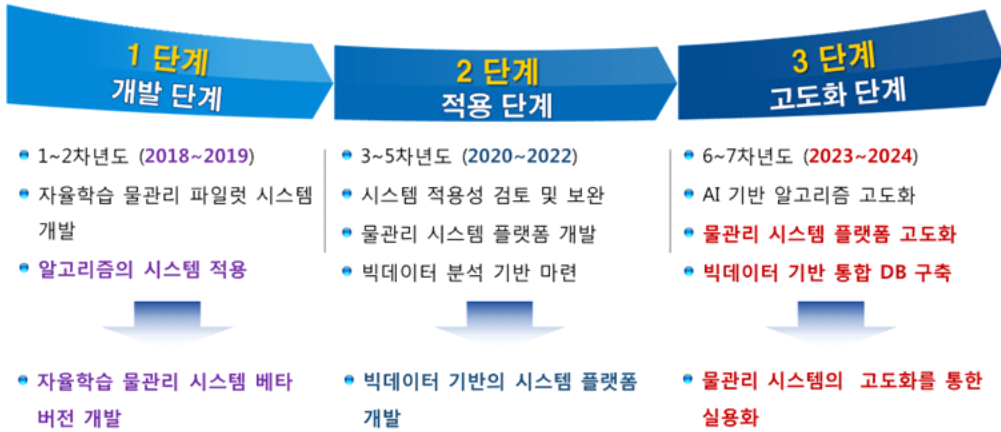 1 단계
개발 단계
• 1~2차년도 (2018~2019)
• 자율학습 물관리 파일럿 시스템
개발
• 알고리즘의 시스템 적용
• 자율학습 물관리 시스템 베타
버전 개발
2 단계
적용 단계
• 3~5차년도 (2020~2022)
• 시스템 적용성 검토 및 보완
• 물관리 시스템 플랫폼 개발
• 빅데이터 분석 기반 마련
• 빅데이터 기반의 시스템 플랫폼
개발
3 단계
고도화 단계
• 6~7차년도 (2023~2024)
• AI 기반 알고리즘 고도화
• 물관리 시스템 플랫폼 고도화
• 빅데이터 기반 통합 DB 구축
• 물관리 시스템의 고도화를 통한
실용화